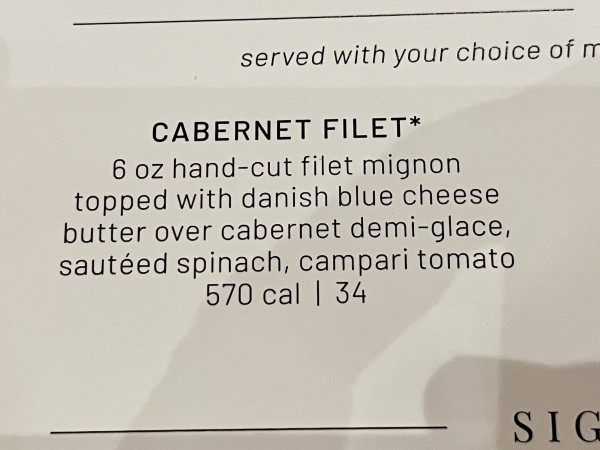 served with your choice of
CABERNET FILET*
6 oz hand-cut filet mignon
topped with danish blue cheese
butter over cabernet demi-glace,
sautéed spinach, campari tomato
570 cal | 34